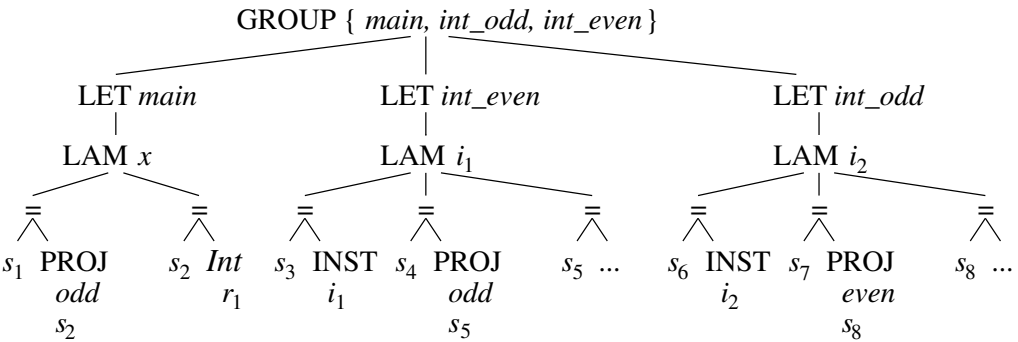 GROUP { main, int_odd, int_even }
LET main LET int_even LET int_odd
LAM x LAM i₁ LAM i₂
= = = = = = = =
s₁ PROJ s₂ Int s₃ INST s₄ PROJ s₅ ... s₆ INST s₇ PROJ s₈ ...
odd r₁ i₁ odd i₂ even
s₂ s₅ s₈